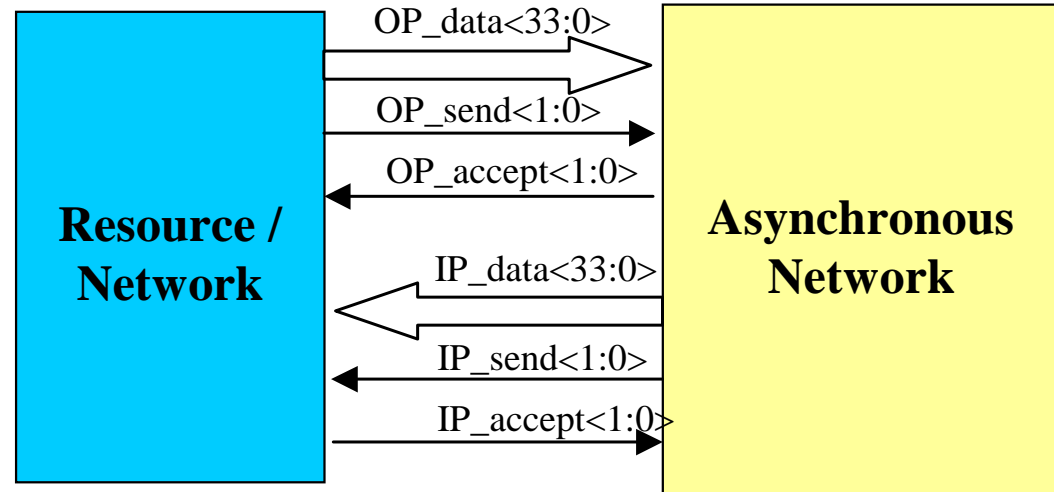 OP_data<33:0>
OP_send<1:0>
OP_accept<1:0>
Resource /
Network
Asynchronous
Network
IP_data<33:0>
IP_send<1:0>
IP_accept<1:0>